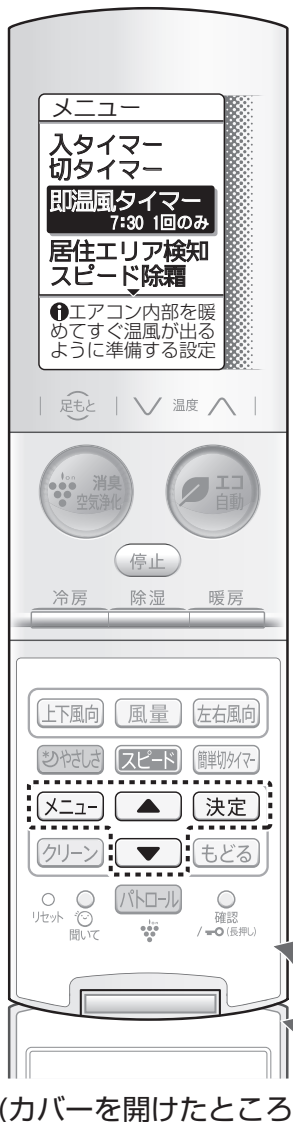 メニュー
入タイマー
切タイマー
即温風タイマー
7:30 1回のみ
居住エリア検知
スピード除霜
❶エアコン内部を暖
めてすぐ温風が出る
ように準備する設定
足もと 温度
ion 消臭 空気浄化
エコ 自動
停止
冷房 除湿 暖房
上下風向 風量 左右風向
やさしさ スピード 簡単切タイマー
メニュー ▲ 決定
クリーン ▼ もどる
リセット 聞いて パトロール ion 確認
/ (長押し)
(カバーを開けたところ